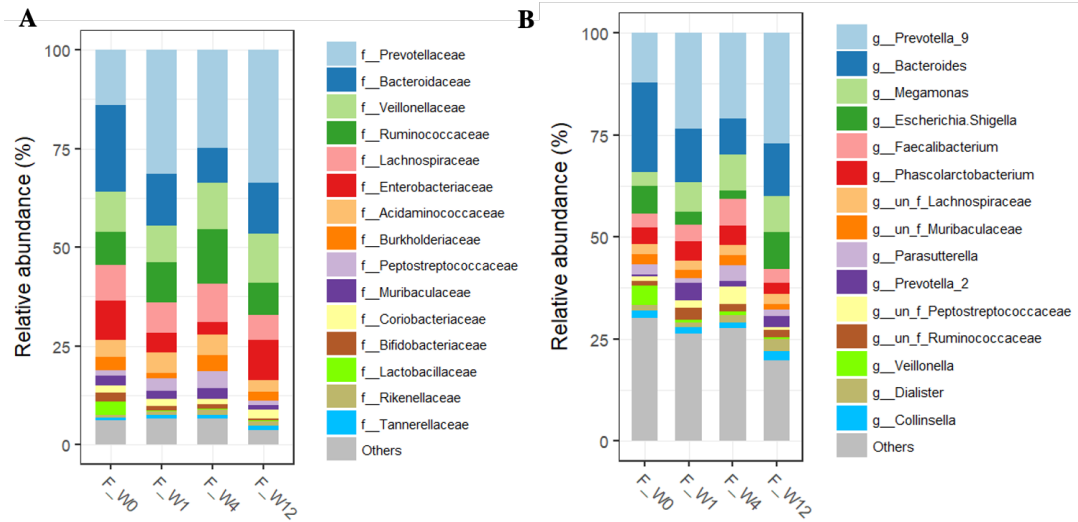 A
Relative abundance (%)
100
75
50
25
0
F_W0
F_W1
F_W4
F_W12
f__Prevotellaceae
f__Bacteroidaceae
f__Veillonellaceae
f__Ruminococcaceae
f__Lachnospiraceae
f__Enterobacteriaceae
f__Acidaminococcaceae
f__Burkholderiaceae
f__Peptostreptococcaceae
f__Muribaculaceae
f__Coriobacteriaceae
f__Bifidobacteriaceae
f__Lactobacillaceae
f__Rikenellaceae
f__Tannerellaceae
Others
B
Relative abundance (%)
100
75
50
25
0
F_W0
F_W1
F_W4
F_W12
g__Prevotella_9
g__Bacteroides
g__Megamonas
g__Escherichia.Shigella
g__Faecalibacterium
g__Phascolarctobacterium
g__un_f_Lachnospiraceae
g__un_f_Muribaculaceae
g__Parasutterella
g__Prevotella_2
g__un_f_Peptostreptococcaceae
g__un_f_Ruminococcaceae
g__Veillonella
g__Dialister
g__Collinsella
Others